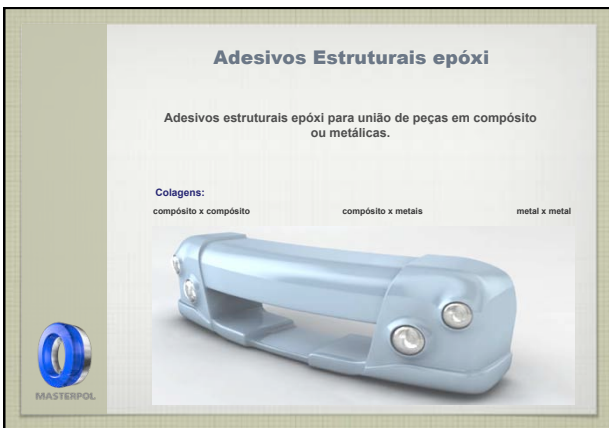 Adesivos Estruturais epóxi
Adesivos estruturais epóxi para união de peças em compósito
ou metálicas.
Colagens:
compósito x compósito compósito x metais metal x metal
MASTERPOL